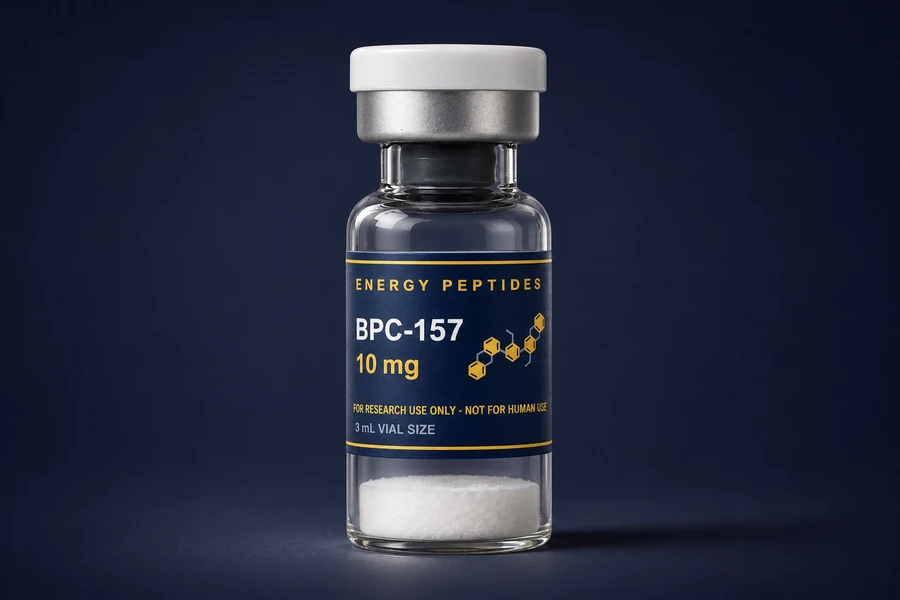 ENERGY PEPTIDES
BPC-157
10 mg
FOR RESEARCH USE ONLY - NOT FOR HUMAN USE
3 mL VIAL SIZE